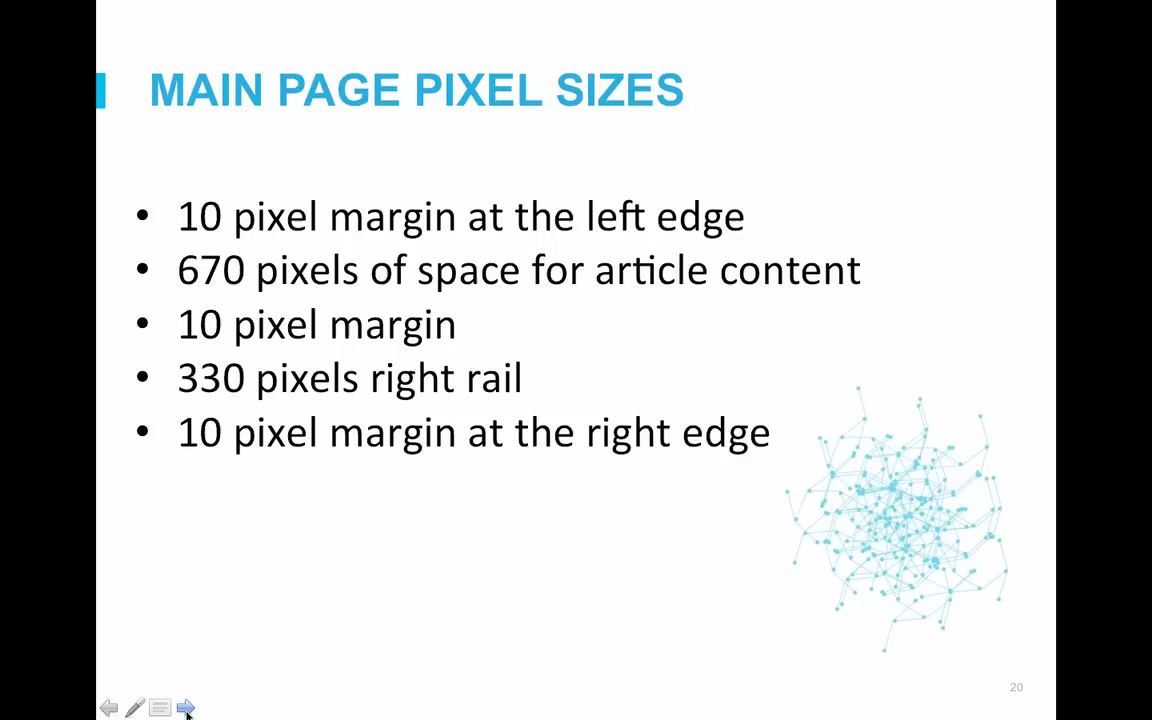 MAIN PAGE PIXEL SIZES
• 10 pixel margin at the left edge
• 670 pixels of space for article content
• 10 pixel margin
• 330 pixels right rail
• 10 pixel margin at the right edge
20